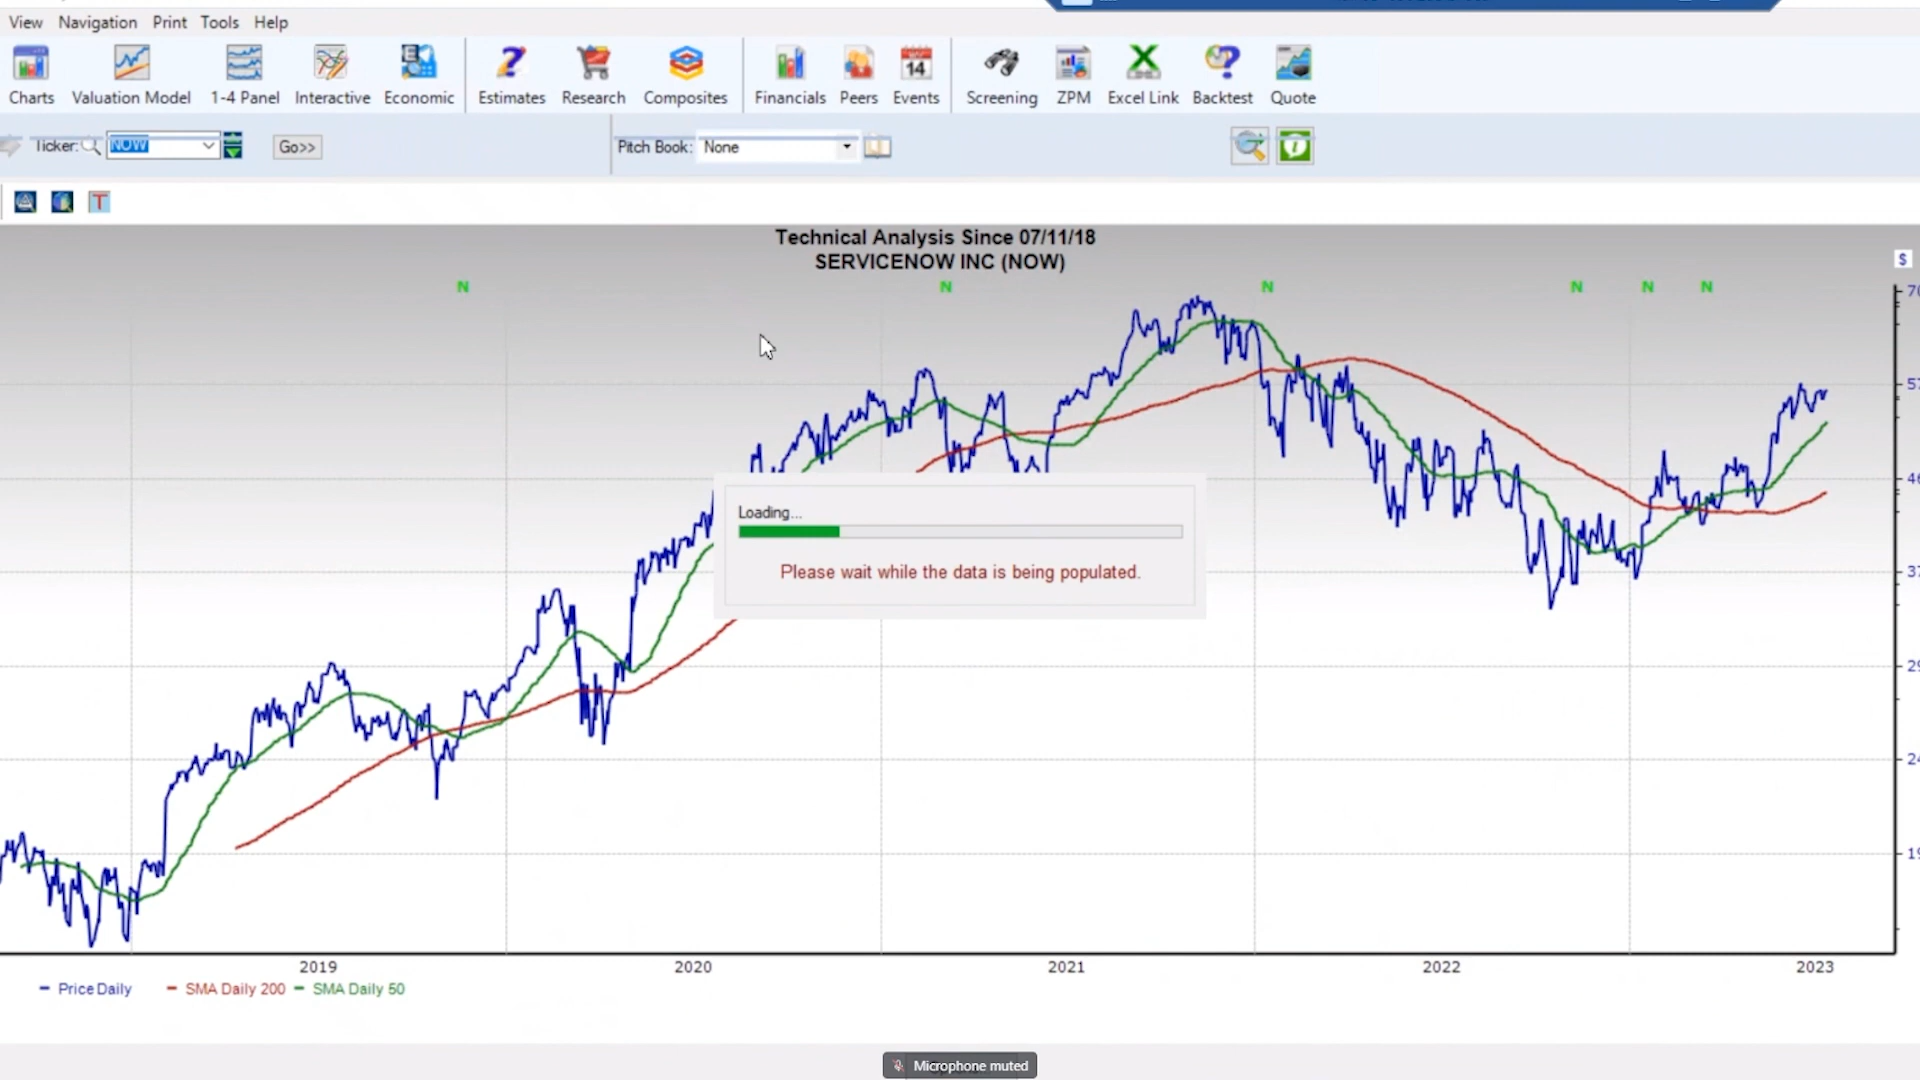 View Navigation Print Tools Help
Charts Valuation Model 1-4 Panel Interactive Economic Estimates Research Composites Financials Peers Events Screening ZPM Excel Link Backtest Quote
14
Ticker: NOW Go>> Pitch Book: None
T
Technical Analysis Since 07/11/18
SERVICENOW INC (NOW)
$
N N N N N N
Loading...
Please wait while the data is being populated.
2019 2020 2021 2022 2023
Price Daily SMA Daily 200 SMA Daily 50
Microphone muted